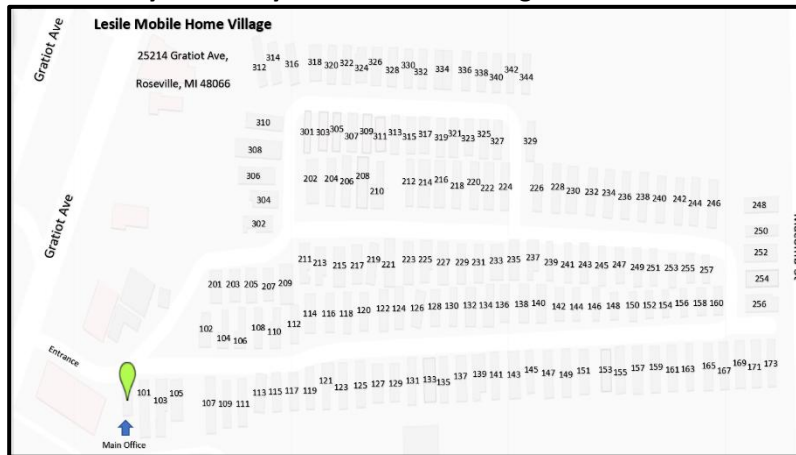 Lesile Mobile Home Village
25214 Gratiot Ave,
Roseville, MI 48066
Gratiot Ave
Gratiot Ave
312 314 316 318 320 322 324 326 328 330 332 334 336 338 340 342 344
310
308
306
304
302
301 303 305 307 309 311 313 315 317 319 321 323 325 327 329
202 204 206 208 210 212 214 216 218 220 222 224 226 228 230 232 234 236 238 240 242 244 246
248
250
252
254
256
211 213 215 217 219 221 223 225 227 229 231 233 235 237 239 241 243 245 247 249 251 253 255 257
201 203 205 207 209
102 104 106 108 110 112 114 116 118 120 122 124 126 128 130 132 134 136 138 140 142 144 146 148 150 152 154 156 158 160
Entrance
101 103 105 107 109 111 113 115 117 119 121 123 125 127 129 131 133 135 137 139 141 143 145 147 149 151 153 155 157 159 161 163 165 167 169 171 173
Main Office